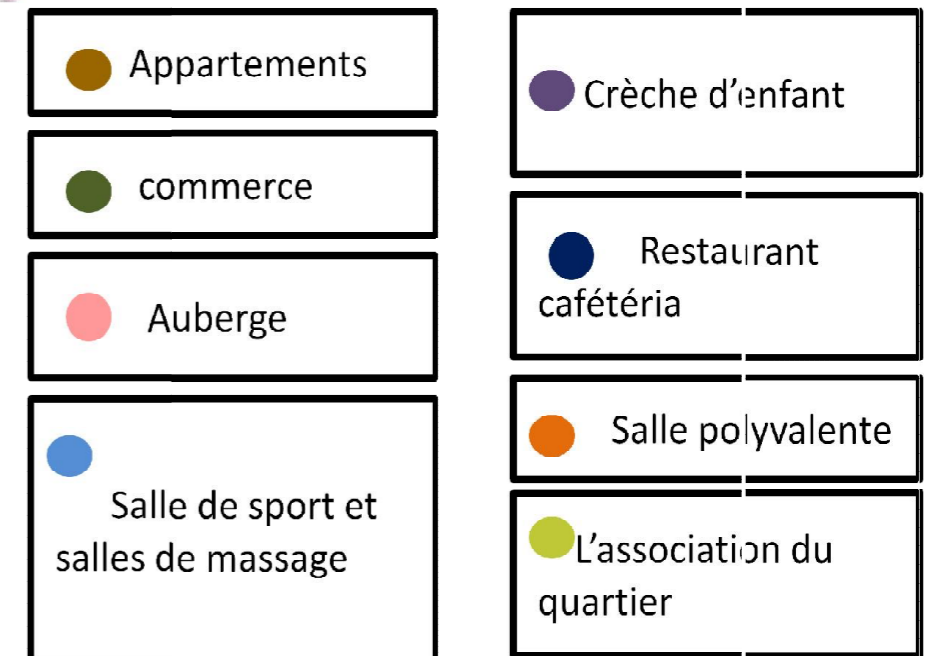 Appartements
commerce
Auberge
Salle de sport et
salles de massage
Crèche d'enfant
Restaurant
cafétéria
Salle polyvalente
L'association du
quartier